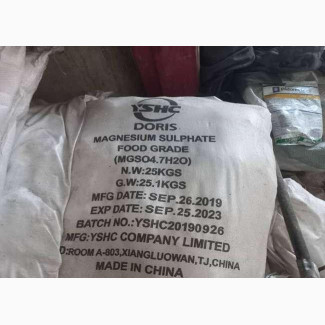 YSHC
DORIS
MAGNESIUM SULPHATE
FOOD GRADE
(MGSO4.7H2O)
N.W:25KGS
G.W:25.1KGS
MFG DATE: SEP.26.2019
EXP DATE: SEP.25.2023
BATCH NO.:YSHC20190926
MFG:YSHC COMPANY LIMITED
D:ROOM A-803,XIANGLUOWAN,TJ,CHINA
MADE IN CHINA